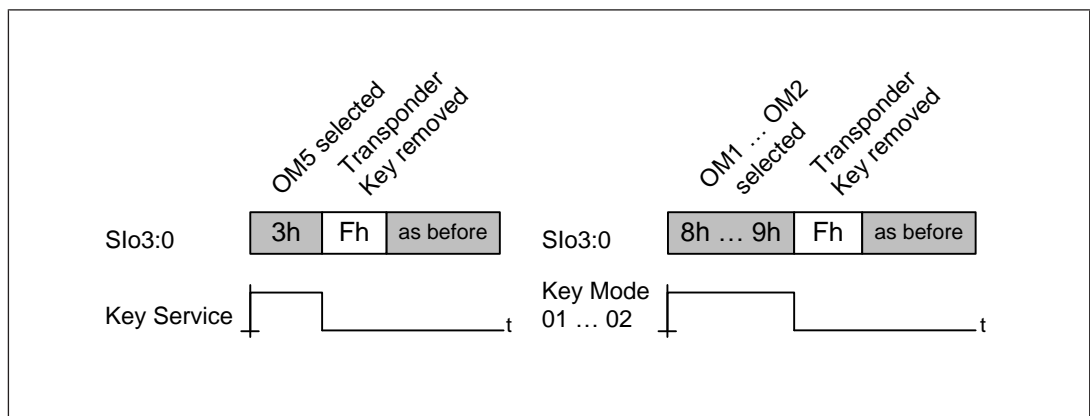 OM5 selected
Transponder
Key removed
SIo3:0
3h
Fh
as before
Key Service
t
OM1 ... OM2
selected
Transponder
Key removed
SIo3:0
8h ... 9h
Fh
as before
Key Mode
01 ... 02
t